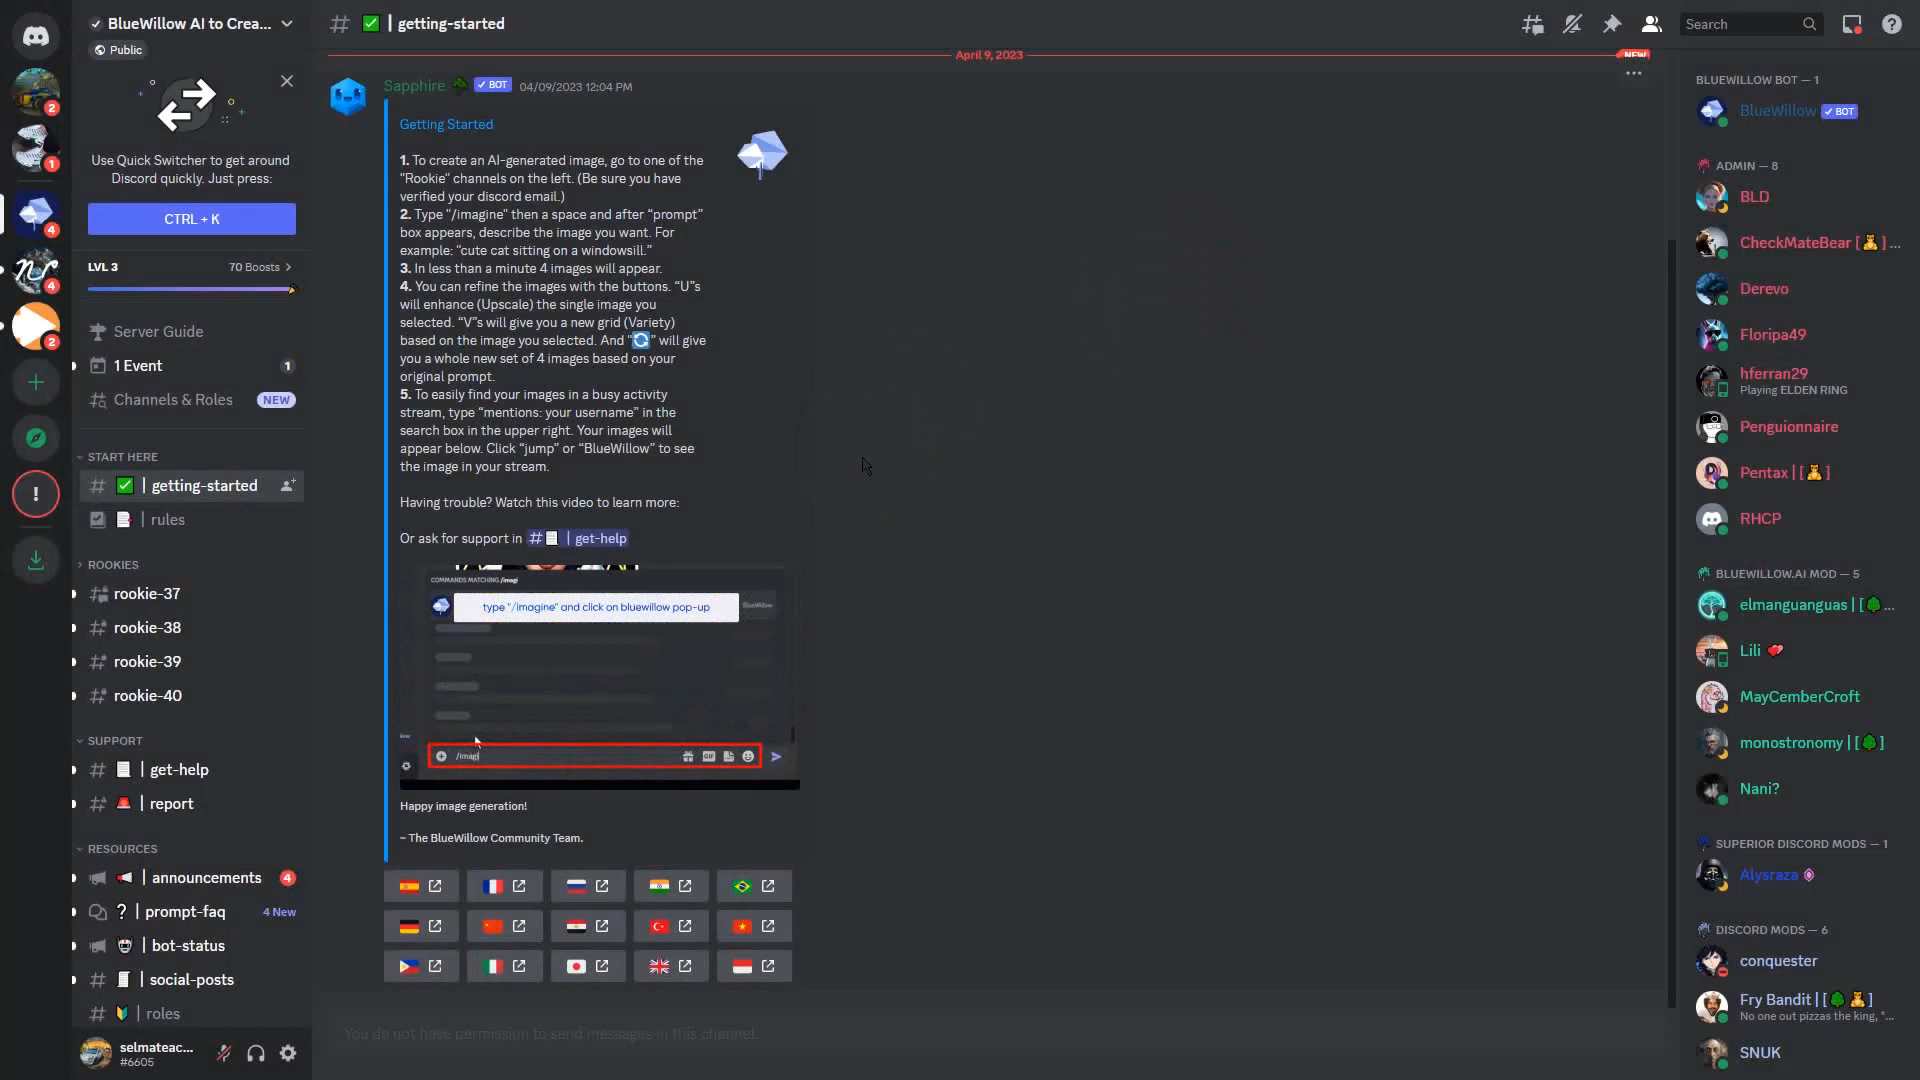 BlueWillow AI to Crea...
Public
Use Quick Switcher to get around
Discord quickly. Just press:
CTRL + K
LVL 3
70 Boosts
Server Guide
1 Event
1
Channels & Roles
NEW
START HERE
| getting-started
| rules
ROOKIES
rookie-37
rookie-38
rookie-39
rookie-40
SUPPORT
| get-help
| report
RESOURCES
| announcements
4
? | prompt-faq
4 New
| bot-status
| social-posts
| roles
selmateac...
#6605
2
1
4
4
2
!
# | getting-started
Search
April 9, 2023
NEW
Sapphire
BOT
04/09/2023 12:04 PM
Getting Started
1. To create an AI-generated image, go to one of the
"Rookie" channels on the left. (Be sure you have
verified your discord email.)
2. Type "/imagine" then a space and after “prompt”
box appears, describe the image you want. For
example: “cute cat sitting on a windowsill.”
3. In less than a minute 4 images will appear.
4. You can refine the images with the buttons. “U”s
will enhance (Upscale) the single image you
selected. “V”s will give you a new grid (Variety)
based on the image you selected. And “🔄” will give
you a whole new set of 4 images based on your
original prompt.
5. To easily find your images in a busy activity
stream, type “mentions: your username” in the
search box in the upper right. Your images will
appear below. Click “jump” or “BlueWillow” to see
the image in your stream.
Having trouble? Watch this video to learn more:
Or ask for support in # | get-help
COMMANDS MATCHING /imagi
type "/imagine" and click on bluewillow pop-up
BlueWillow
/imagi
GIF
Happy image generation!
~ The BlueWillow Community Team.
You do not have permission to send messages in this channel.
BLUEWILLOW BOT — 1
BlueWillow
BOT
ADMIN — 8
BLD
CheckMateBear [🧸] ...
Derevo
Floripa49
hferran29
Playing ELDEN RING
Penguionnaire
Pentax | [🧸]
RHCP
BLUEWILLOW.AI MOD — 5
elmanguanguas | [🌳...
Lili
MayCemberCroft
monostronomy | [🌳]
Nani?
SUPERIOR DISCORD MODS — 1
Alysraza
DISCORD MODS — 6
conquester
Fry Bandit | [🌳🧸]
No one out pizzas the king, *...
SNUK